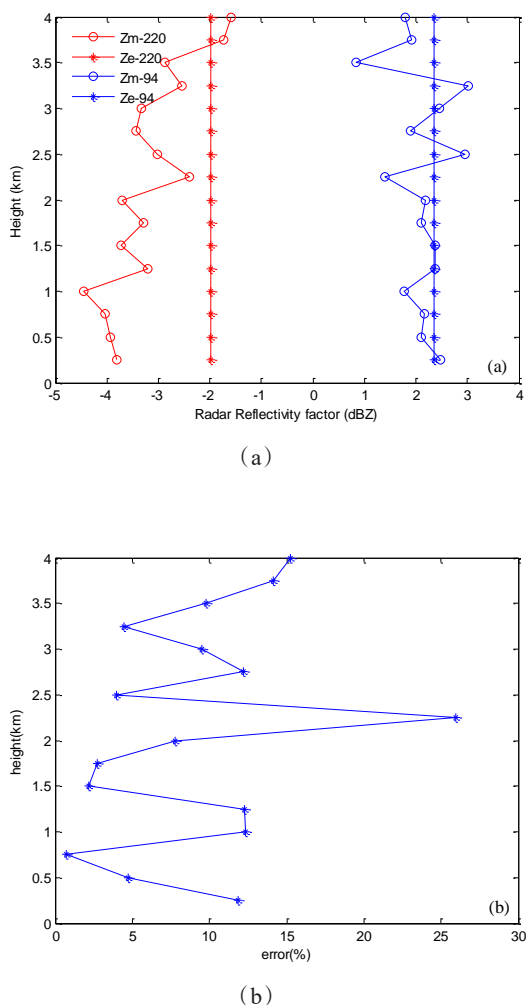 4
3.5
3
2.5
2
1.5
1
0.5
0
Height (km)
Zm-220
Ze-220
Zm-94
Ze-94
(a)
-5 -4 -3 -2 -1 0 1 2 3 4
Radar Reflectivity factor (dBZ)
（a）
4
3.5
3
2.5
2
1.5
1
0.5
0
height(km)
(b)
0 5 10 15 20 25 30
error(%)
（b）